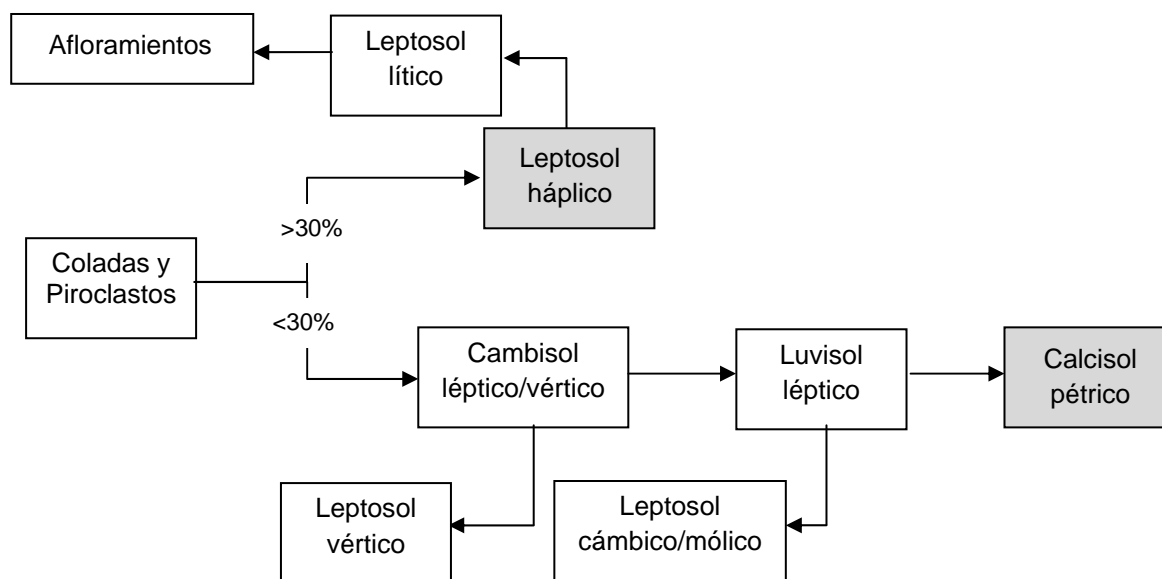 Afloramientos
Leptosol
lítico
Leptosol
háplico
>30%
Coladas y
Piroclastos
<30%
Cambisol
léptico/vértico
Luvisol
léptico
Calcisol
pétrico
Leptosol
vértico
Leptosol
cámbico/mólico